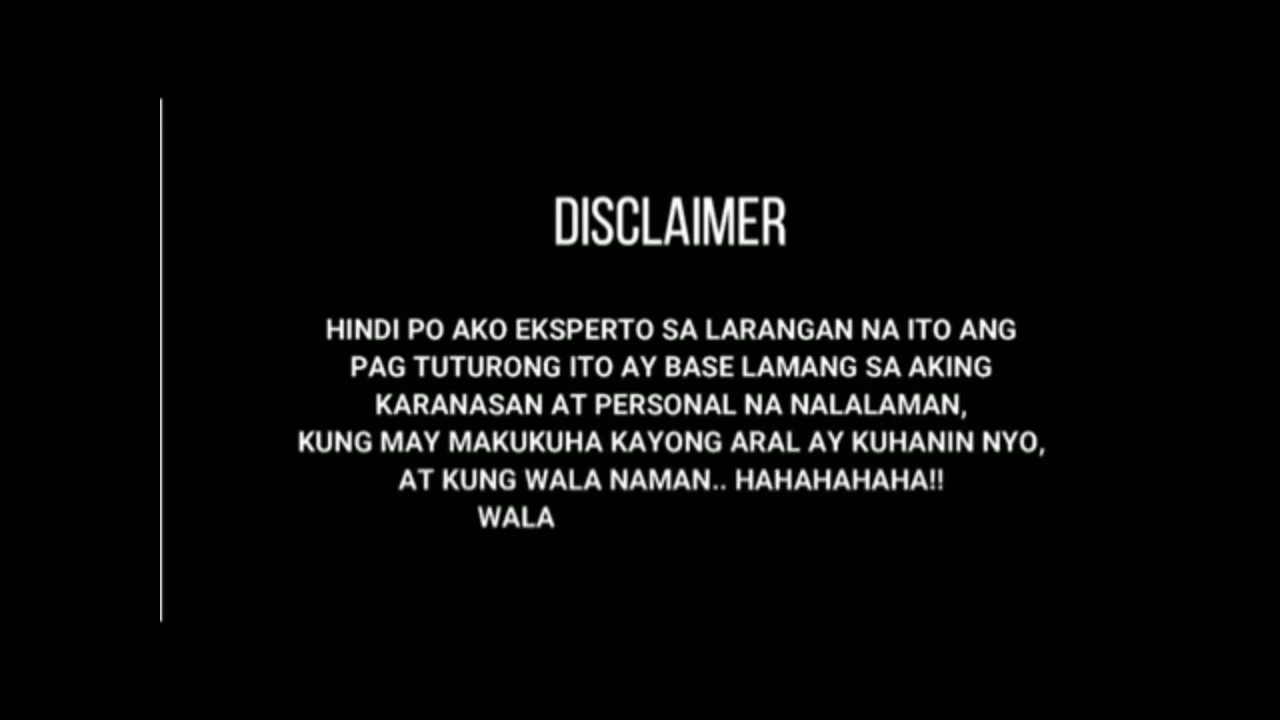 DISCLAIMER
HINDI PO AKO EKSPERTO SA LARANGAN NA ITO ANG
PAG TUTURONG ITO AY BASE LAMANG SA AKING
KARANASAN AT PERSONAL NA NALALAMAN,
KUNG MAY MAKUKUHA KAYONG ARAL AY KUHANIN NYO,
AT KUNG WALA NAMAN.. HAHAHAHAHA!!
WALA